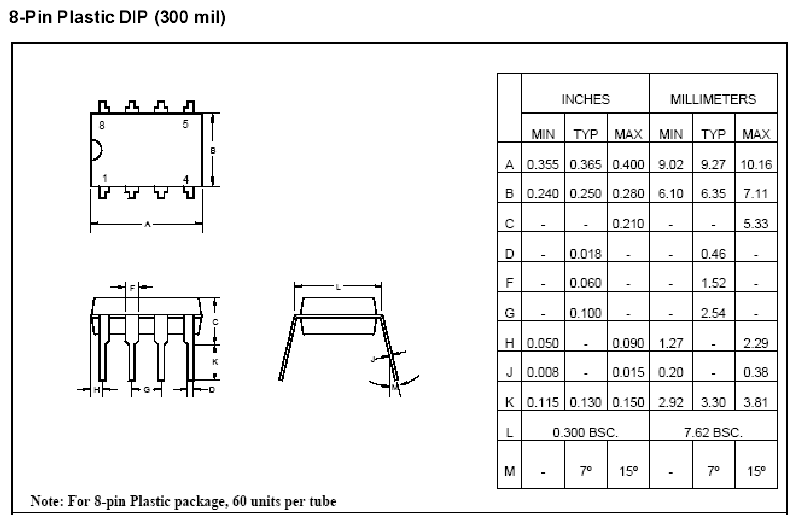 8-Pin Plastic DIP (300 mil)
8 5
B
1 4
A
F
L
C
K
J
M
H G D
INCHES MILLIMETERS
MIN TYP MAX MIN TYP MAX
A 0.355 0.365 0.400 9.02 9.27 10.16
B 0.240 0.250 0.280 6.10 6.35 7.11
C - - 0.210 - - 5.33
D - 0.018 - - 0.46 -
F - 0.060 - - 1.52 -
G - 0.100 - - 2.54 -
H 0.050 - 0.090 1.27 - 2.29
J 0.008 - 0.015 0.20 - 0.38
K 0.115 0.130 0.150 2.92 3.30 3.81
L 0.300 BSC. 7.62 BSC.
M - 7º 15º - 7º 15º
Note: For 8-pin Plastic package, 60 units per tube